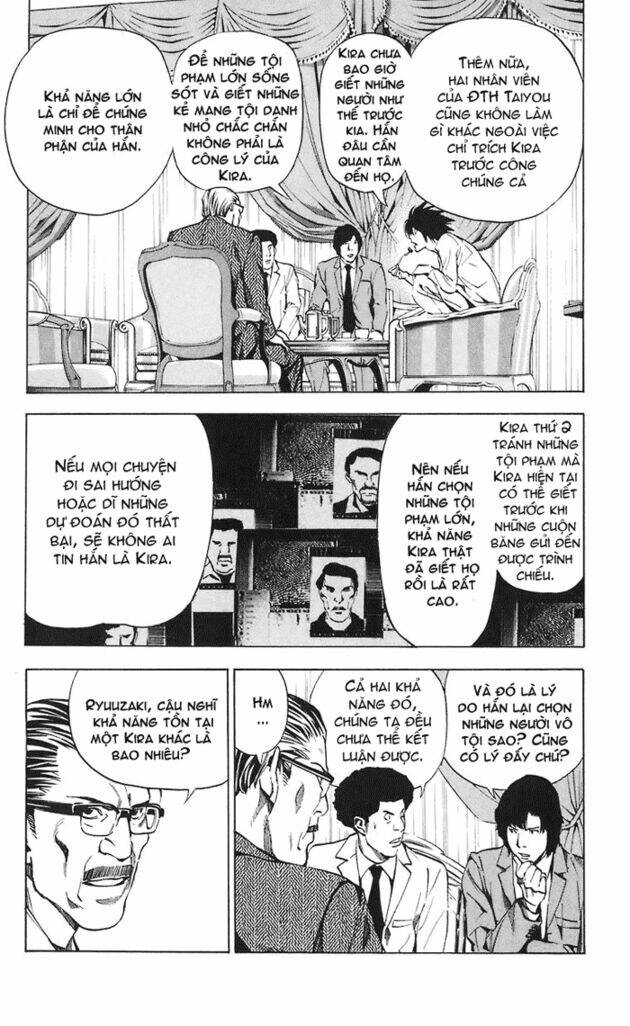 THÊM NỮA,
HAI NHÂN VIÊN
CỦA ĐTH TAIYOU
CŨNG KHÔNG LÀM
GÌ KHÁC NGOÀI VIỆC
CHỈ TRÍCH KIRA
TRƯỚC CÔNG
CHÚNG CẢ
KIRA CHƯA
BAO GIỜ
GIẾT NHỮNG
NGƯỜI NHƯ
THẾ TRƯỚC
KIA. HẮN
ĐÂU CẦN
QUAN TÂM
ĐẾN HỌ.
ĐỂ NHỮNG TỘI
PHẠM LỚN SỐNG
SÓT VÀ GIẾT NHỮNG
KẺ MANG TỘI DANH
NHỎ CHẮC CHẮN
KHÔNG PHẢI LÀ
CÔNG LÝ CỦA
KIRA.
KHẢ NĂNG LỚN
LÀ CHỈ ĐỂ CHỨNG
MINH CHO THÂN
PHẬN CỦA HẮN.
KIRA THỨ 2
TRÁNH NHỮNG
TỘI PHẠM MÀ
KIRA HIỆN TẠI
CÓ THỂ GIẾT
TRƯỚC KHI
NHỮNG CUỘN
BĂNG GỬI ĐẾN
ĐƯỢC TRÌNH
CHIẾU.
NÊN NẾU
HẮN CHỌN
NHỮNG TỘI
PHẠM LỚN,
KHẢ NĂNG
KIRA THẬT
ĐÃ GIẾT HỌ
RỒI LÀ RẤT
CAO.
NẾU MỌI CHUYỆN
ĐI SAI HƯỚNG
HOẶC DĨ NHỮNG
DỰ ĐOÁN ĐÓ THẤT
BẠI, SẼ KHÔNG AI
TIN HẮN LÀ KIRA.
VÀ ĐÓ LÀ LÝ
DO HẮN LẠI CHỌN
NHỮNG NGƯỜI VÔ
TỘI SAO? CŨNG
CÓ LÝ ĐẤY CHỨ?
CẢ HAI KHẢ
NĂNG ĐÓ,
CHÚNG TA ĐỀU
CHƯA THỂ KẾT
LUẬN ĐƯỢC.
HM
...
RYUUZAKI, CẬU NGHĨ
KHẢ NĂNG TỒN TẠI
MỘT KIRA KHÁC LÀ
BAO NHIÊU?